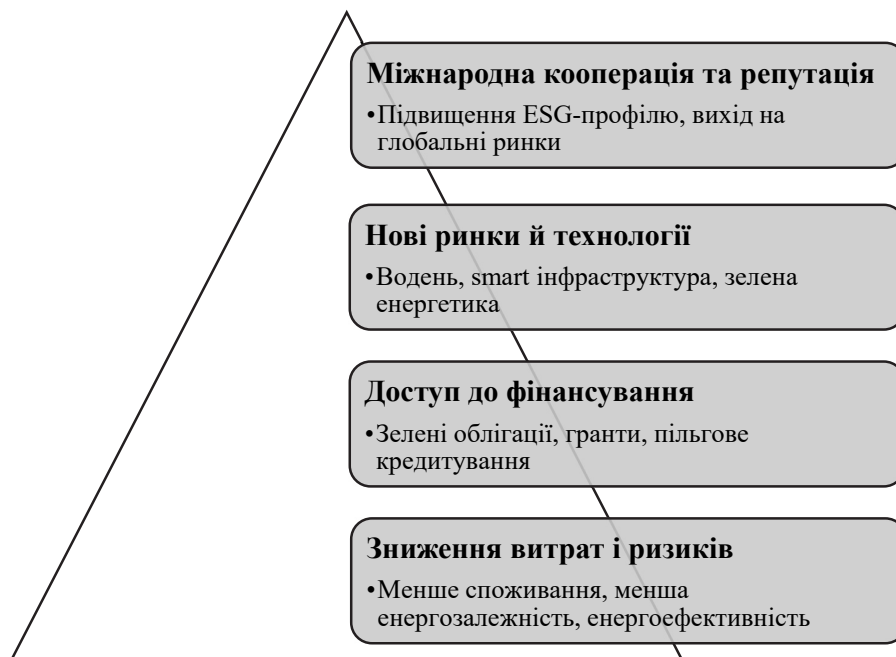 Міжнародна кооперація та репутація
•Підвищення ESG-профілю, вихід на
глобальні ринки
Нові ринки й технології
•Водень, smart інфраструктура, зелена
енергетика
Доступ до фінансування
•Зелені облігації, гранти, пільгове
кредитування
Зниження витрат і ризиків
•Менше споживання, менша
енергозалежність, енергоефективність